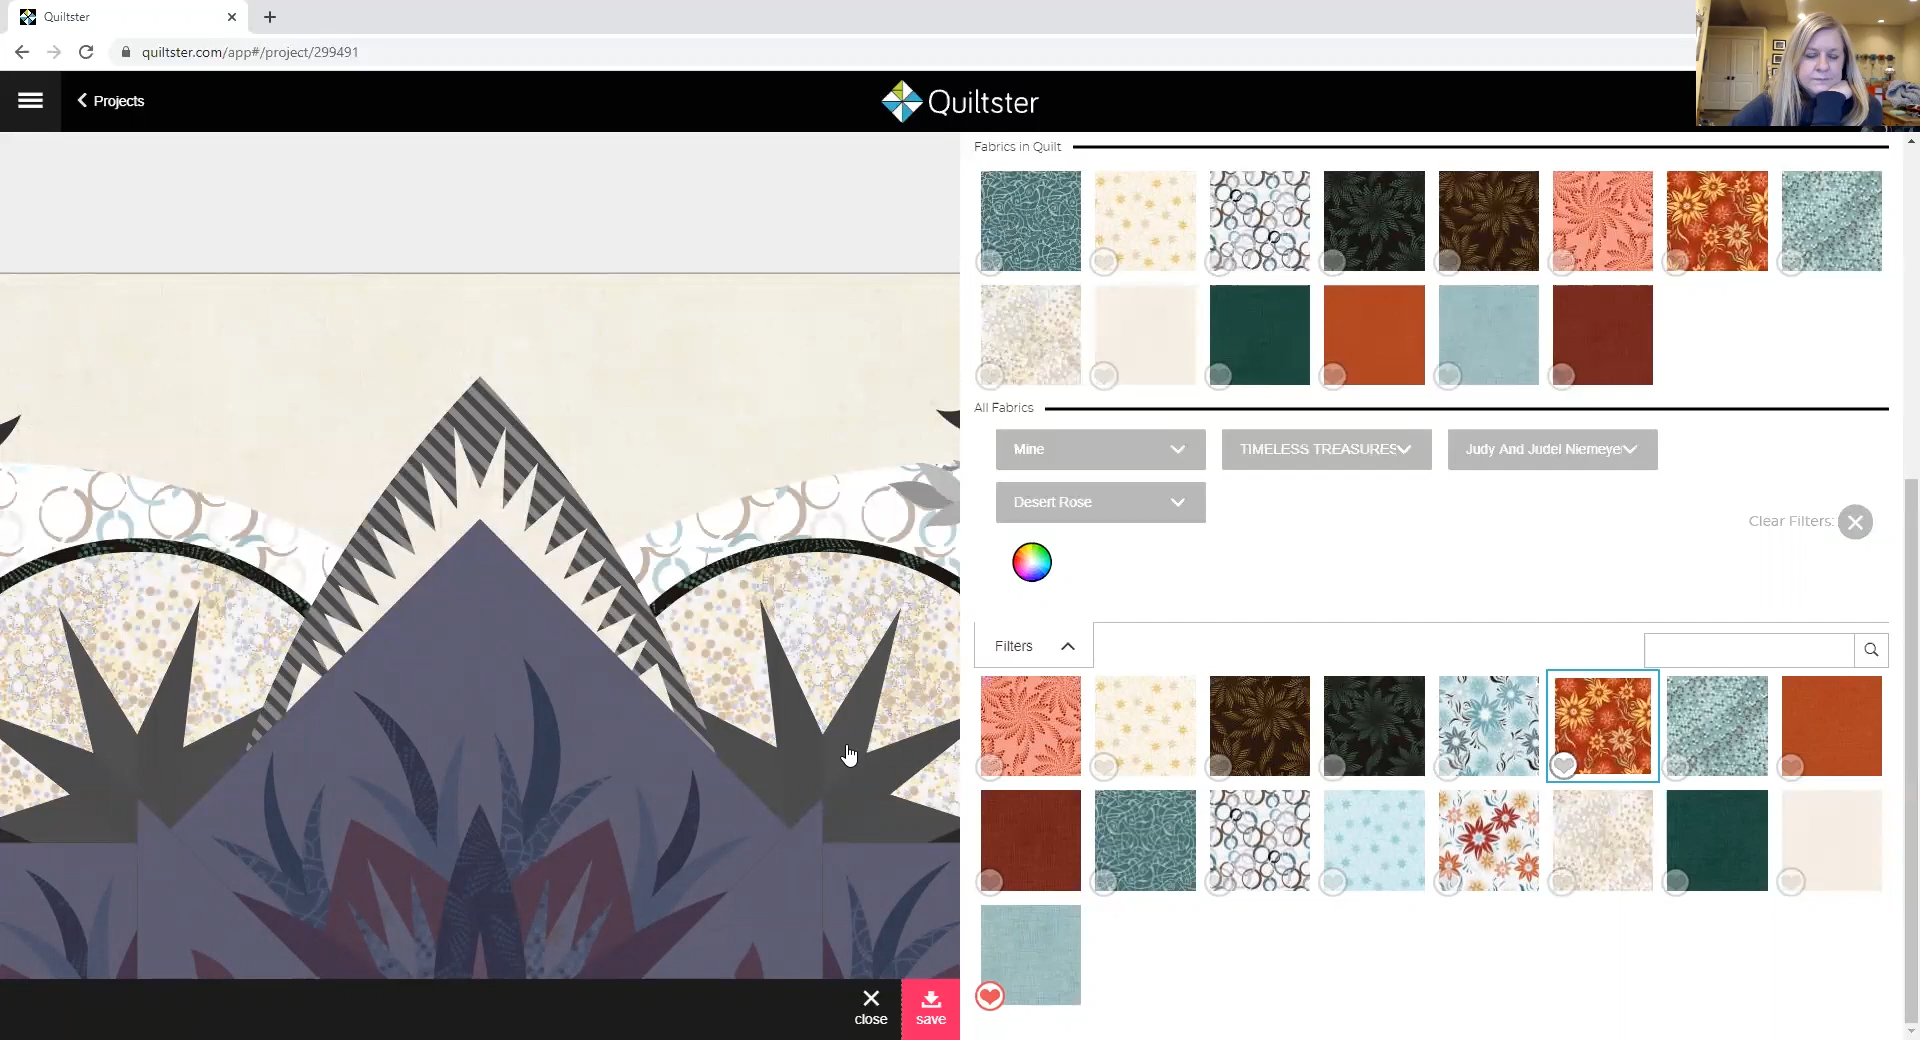 Quiltster
quiltster.com/app#/project/299491
Projects
Quiltster
Fabrics in Quilt
All Fabrics
Mine
TIMELESS TREASURES
Judy And Judel Niemeye
Desert Rose
Clear Filters:
Filters
close
save